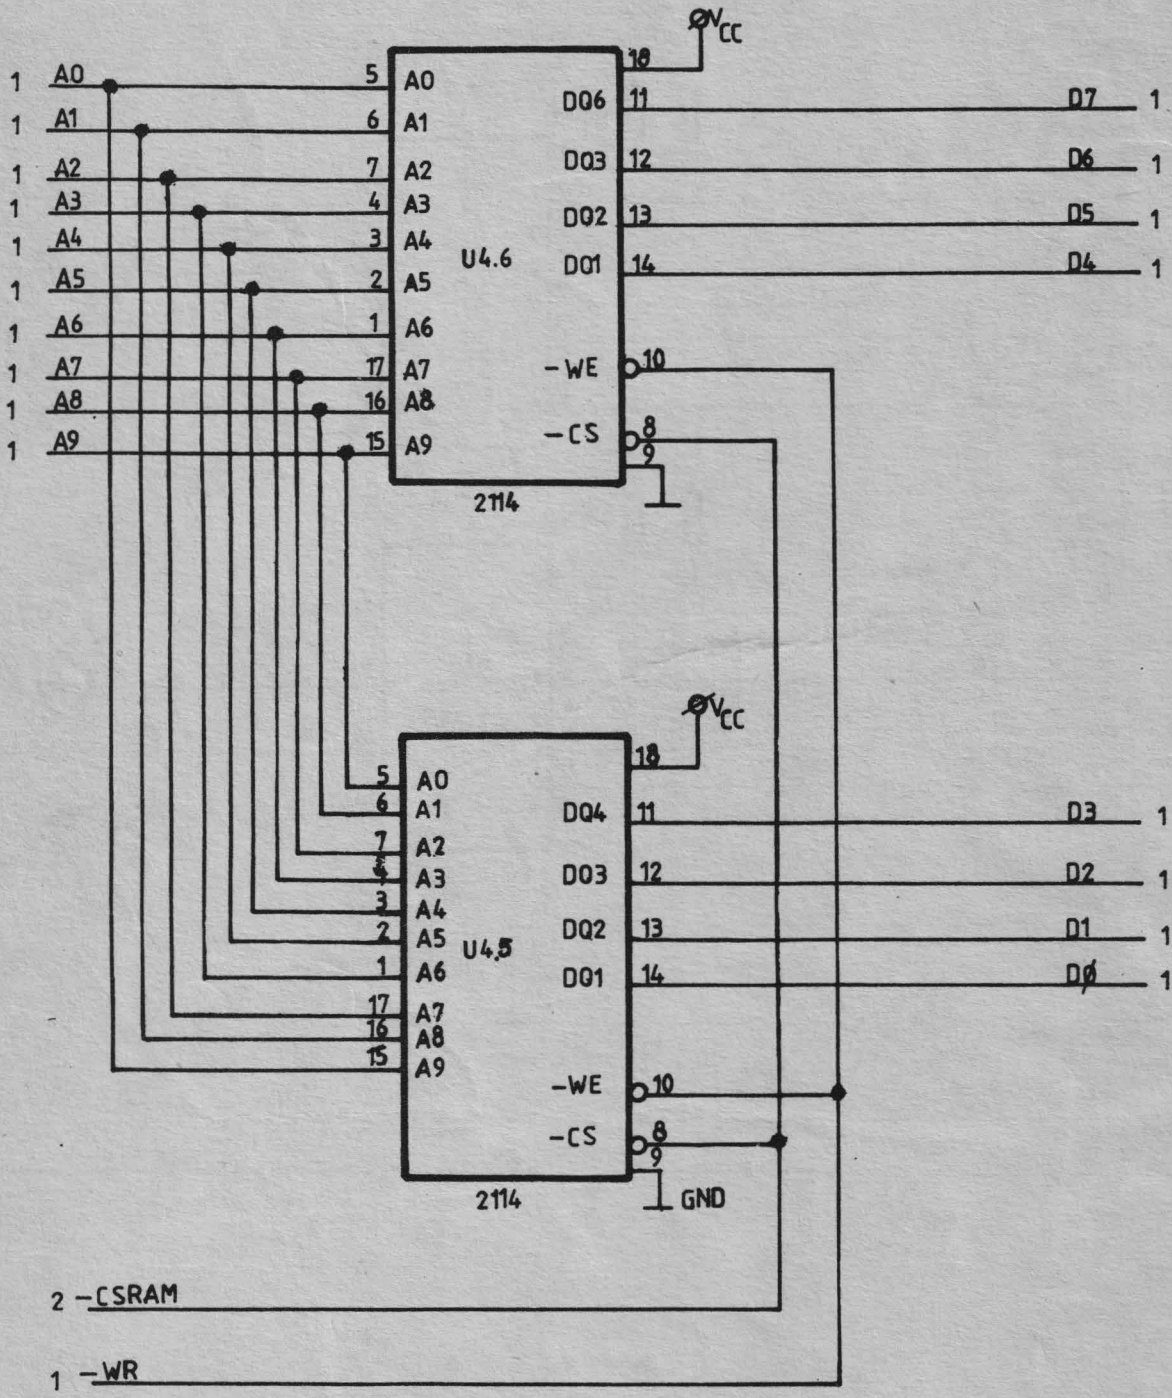 VCC
18
1 A0 5 A0
DQ6 11 D7 1
1 A1 6 A1
1 A2 7 A2
DQ3 12 D6 1
1 A3 4 A3
DQ2 13 D5 1
1 A4 3 A4
U4.6
DQ1 14 D4 1
1 A5 2 A5
1 A6 1 A6
1 A7 17 A7
-WE 10
1 A8 16 A8
1 A9 15 A9
-CS 8
9
2114
VCC
18
5 A0
6 A1
DQ4 11 D3 1
7 A2
A3
DQ3 12 D2 1
3 A4
2 A5
U4.5
DQ2 13 D1 1
1 A6
DQ1 14 DØ 1
17 A7
16 A8
15 A9
-WE 10
-CS 8
9
2114
GND
2 -CSRAM
1 -WR